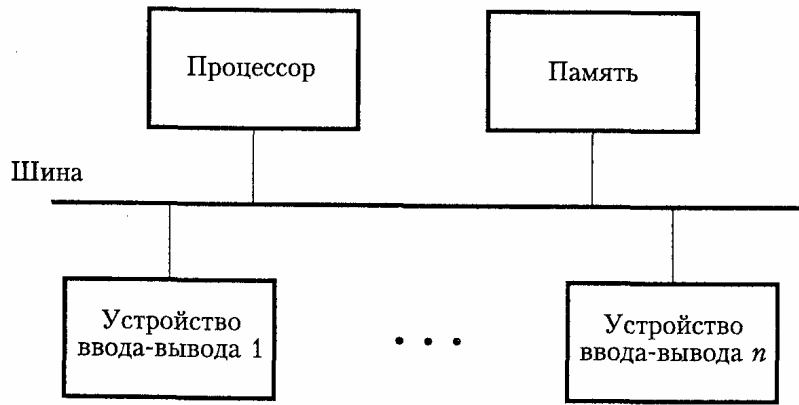 Процессор
Память
Шина
Устройство
ввода-вывода 1
Устройство
ввода-вывода n